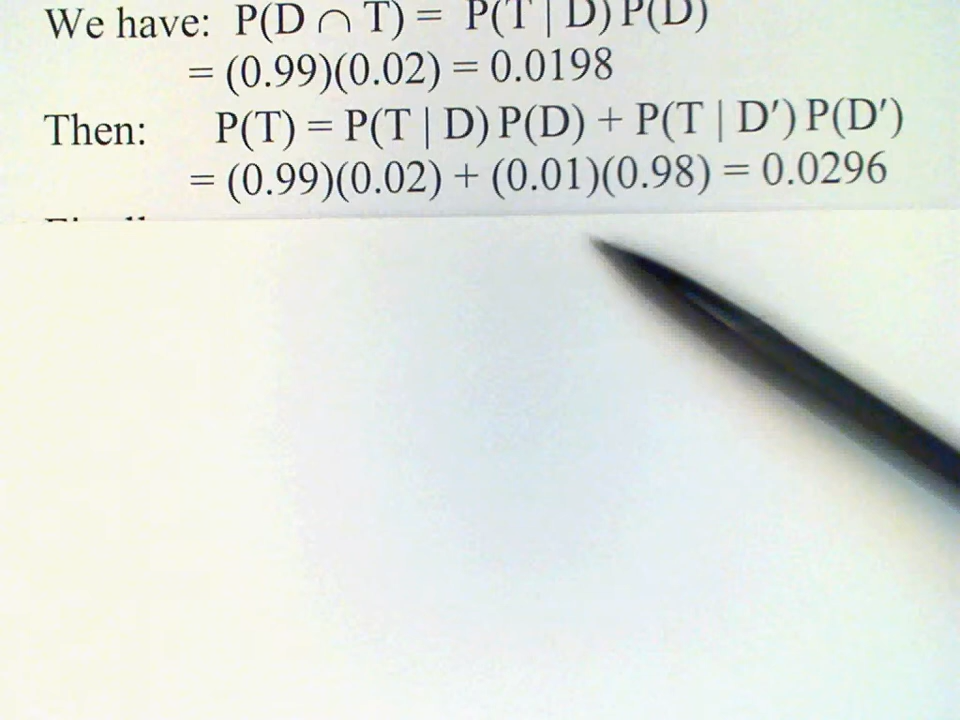 We have: P(D ∩ T) = P(T | D) P(D)
= (0.99)(0.02) = 0.0198
Then: P(T) = P(T | D) P(D) + P(T | D′) P(D′)
= (0.99)(0.02) + (0.01)(0.98) = 0.0296